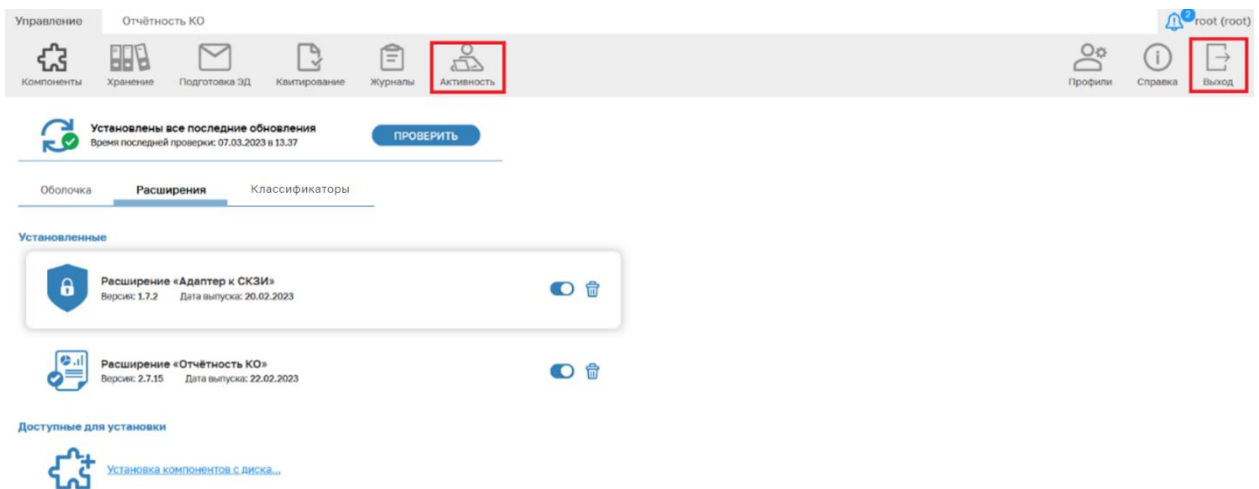 Управление Отчётность КО 2 root (root)
Компоненты Хранение Подготовка ЭД Квитирование Журналы Активность Профили Справка Выход
Установлены все последние обновления
Время последней проверки: 07.03.2023 в 13.37
ПРОВЕРИТЬ
Оболочка Расширения Классификаторы
Установленные
Расширение «Адаптер к СКЗИ»
Версия: 1.7.2 Дата выпуска: 20.02.2023
Расширение «Отчётность КО»
Версия: 2.7.15 Дата выпуска: 22.02.2023
Доступные для установки
Установка компонентов с диска...